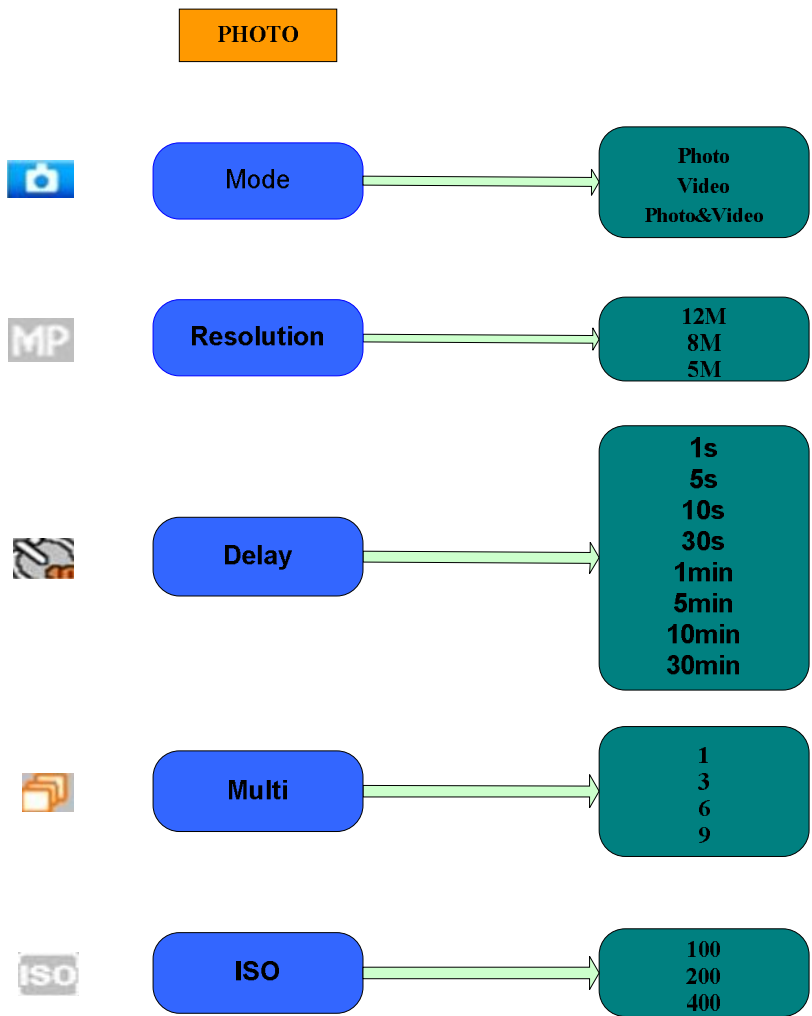 PHOTO
Mode
Photo
Video
Photo&Video
MP
Resolution
12M
8M
5M
Delay
1s
5s
10s
30s
1min
5min
10min
30min
Multi
1
3
6
9
ISO
ISO
100
200
400